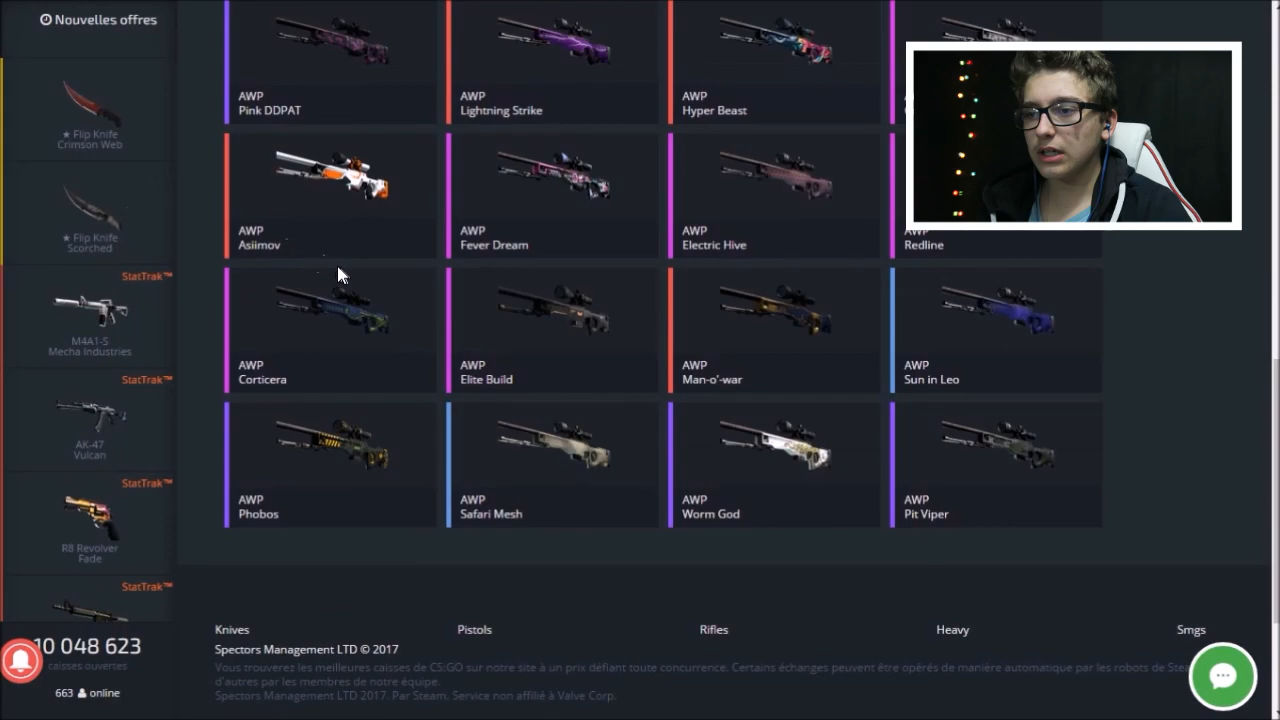 Nouvelles offres
★ Flip Knife
Crimson Web
★ Flip Knife
Scorched
StatTrak™
M4A1-S
Mecha Industries
StatTrak™
AK-47
Vulcan
StatTrak™
R8 Revolver
Fade
StatTrak™
10 048 623
caisses ouvertes
663 online
AWP
Pink DDPAT
AWP
Lightning Strike
AWP
Hyper Beast
AWP
Asiimov
AWP
Fever Dream
AWP
Electric Hive
Redline
AWP
Corticera
AWP
Elite Build
AWP
Man-o'-war
AWP
Sun in Leo
AWP
Phobos
AWP
Safari Mesh
AWP
Worm God
AWP
Pit Viper
Knives Pistols Rifles Heavy Smgs
Spectors Management LTD © 2017
Vous trouverez les meilleures caisses de CS:GO sur notre site à un prix défiant toute concurrence. Certains échanges peuvent être opérés de manière automatique par les robots de
d'autres par les membres de notre équipe.
Spectors Management LTD 2017. Par Steam. Service non affilié à Valve Corp.